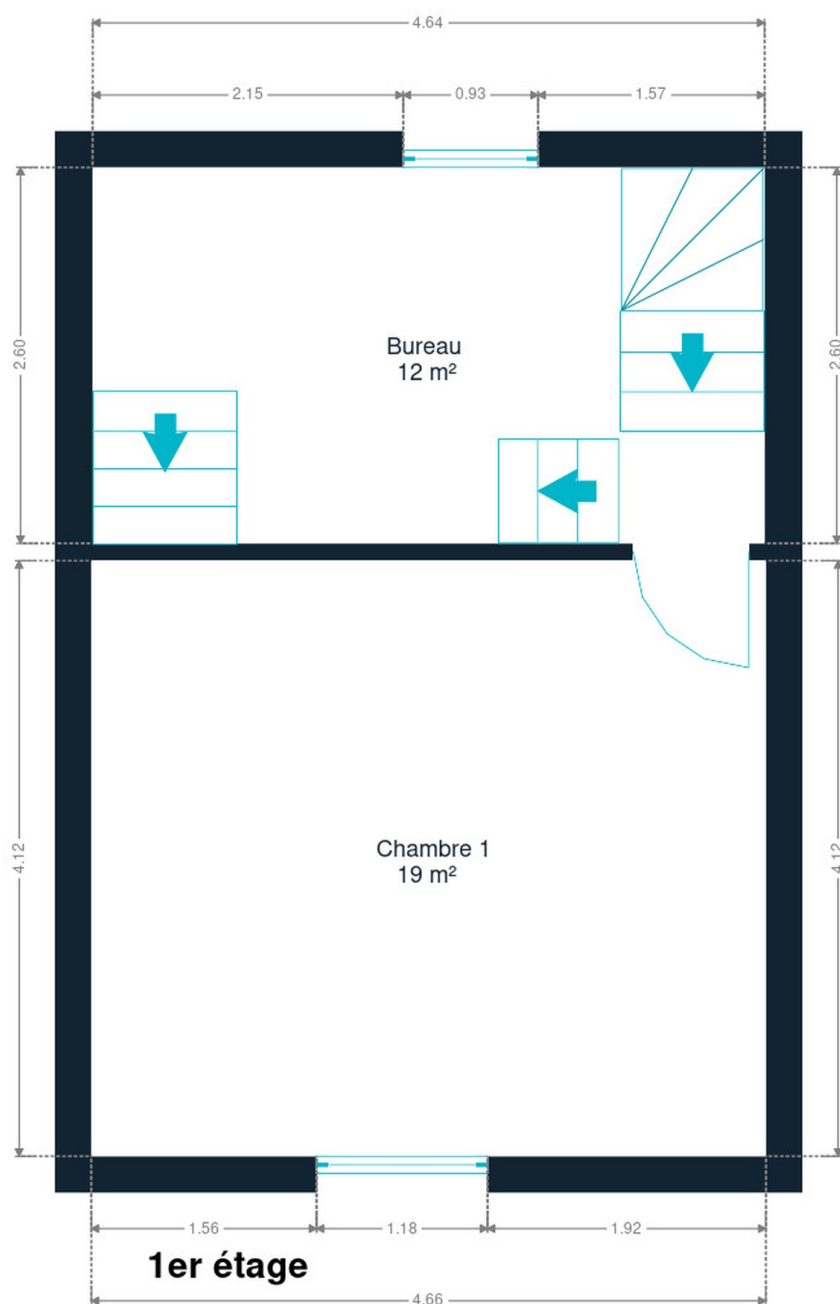 4.64
2.15 0.93 1.57
2.60 2.60
Bureau
12 m²
4.12 4.12
Chambre 1
19 m²
1.56 1.18 1.92
1er étage
4.66